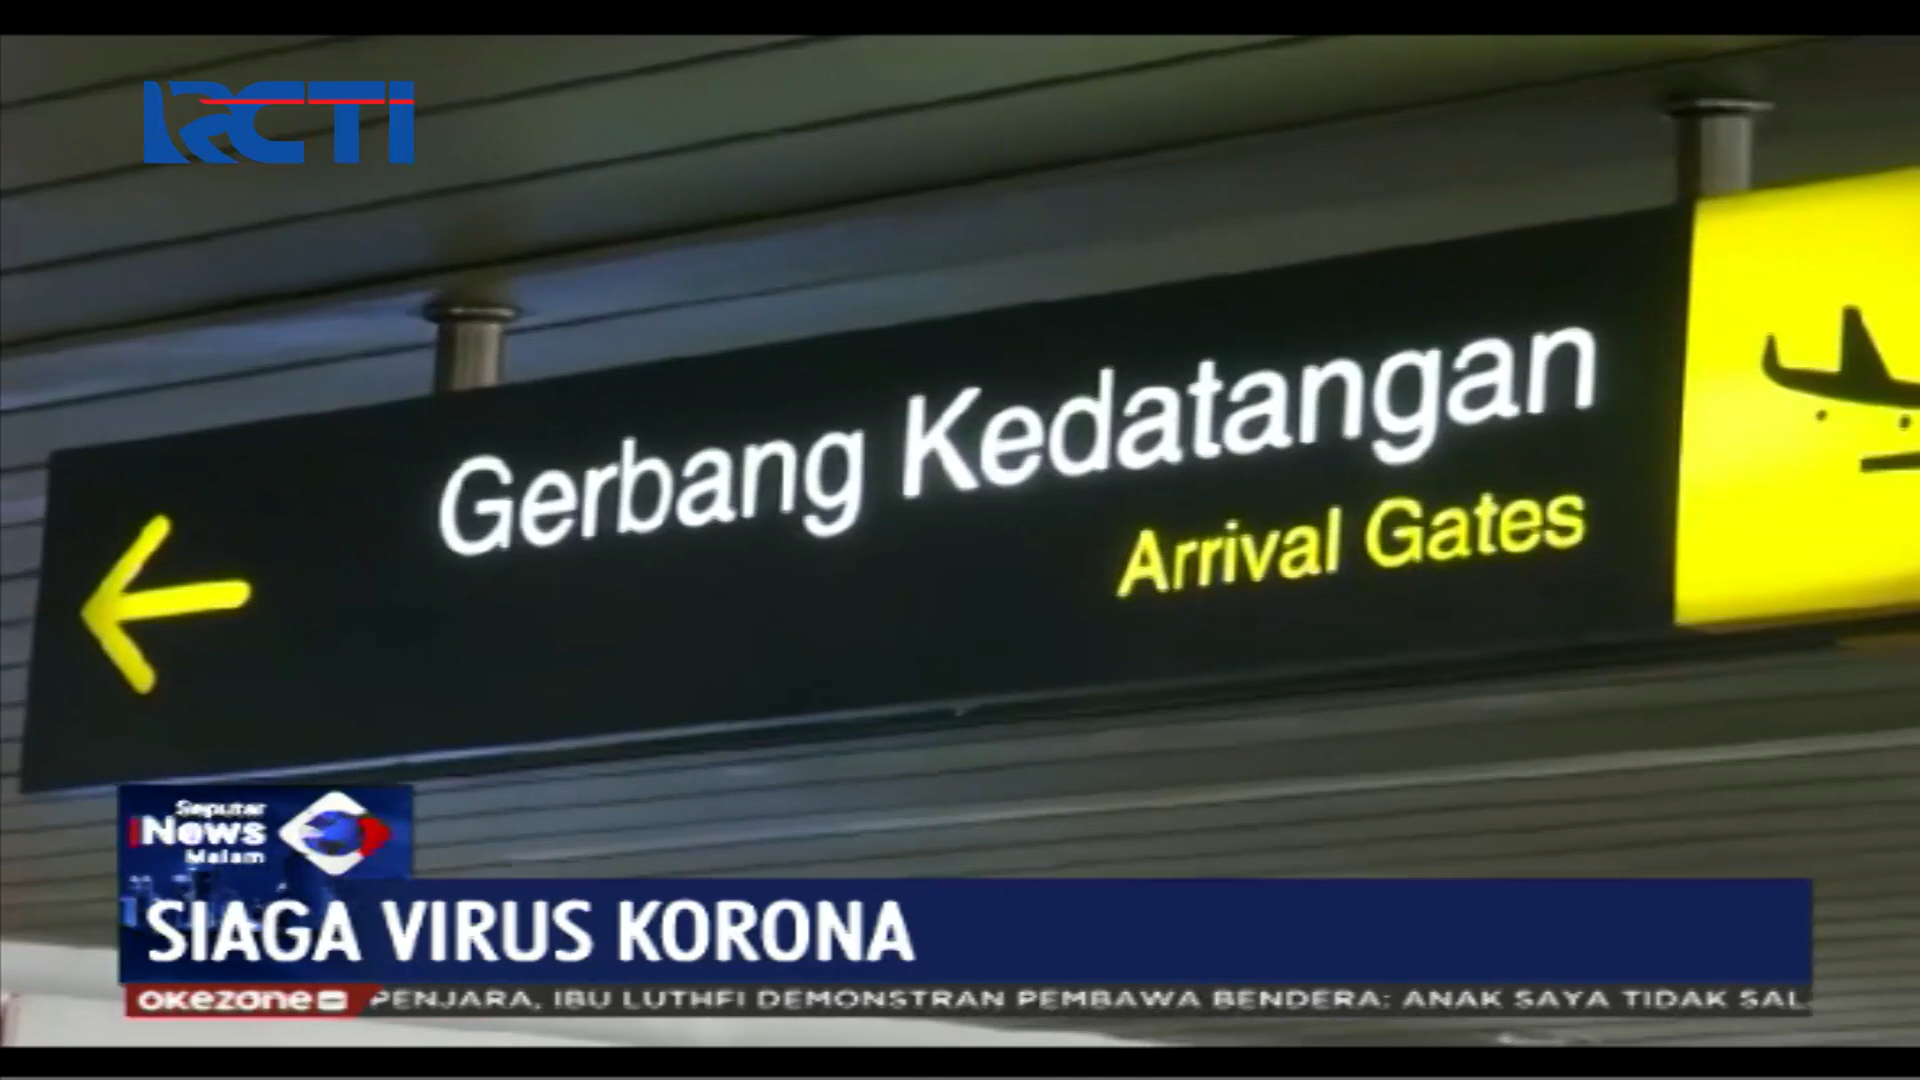 RCTI
Gerbang Kedatangan
Arrival Gates
Seputar
iNews
Malam
SIAGA VIRUS KORONA
okezone PENJARA, IBU LUTHFI DEMONSTRAN PEMBAWA BENDERA: ANAK SAYA TIDAK SAL